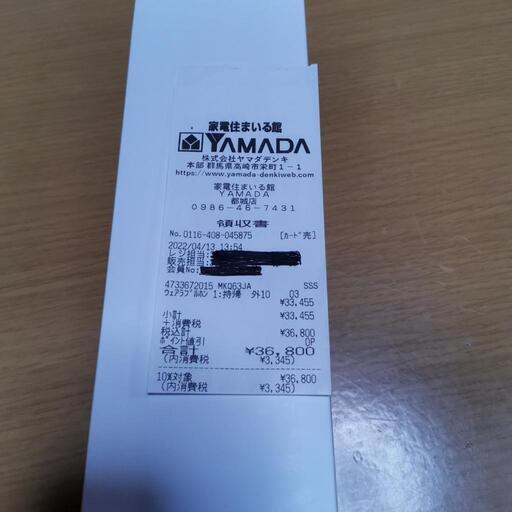 家電住まいる館
YAMADA
株式会社ヤマダデンキ
本部 群馬県高崎市栄町1-1
https://www.yamada-denkiweb.com/
家電住まいる館
YAMADA
都城店
0986-46-7431
領収書
No.0116-408-045875 [カード売]
2022/04/13 13:54
レジ担当:
販売担当:
会員No:
4733672015 MKQ63JA SSS
ウェアラブルホン 1:持帰 外10 03
¥33,455
小計 ¥33,455
+消費税
税込計 ¥36,800
ポイント値引 0P
合計 ¥36,800
(内消費税 ¥3,345)
10%対象 ¥36,800
(内消費税 ¥3,345)